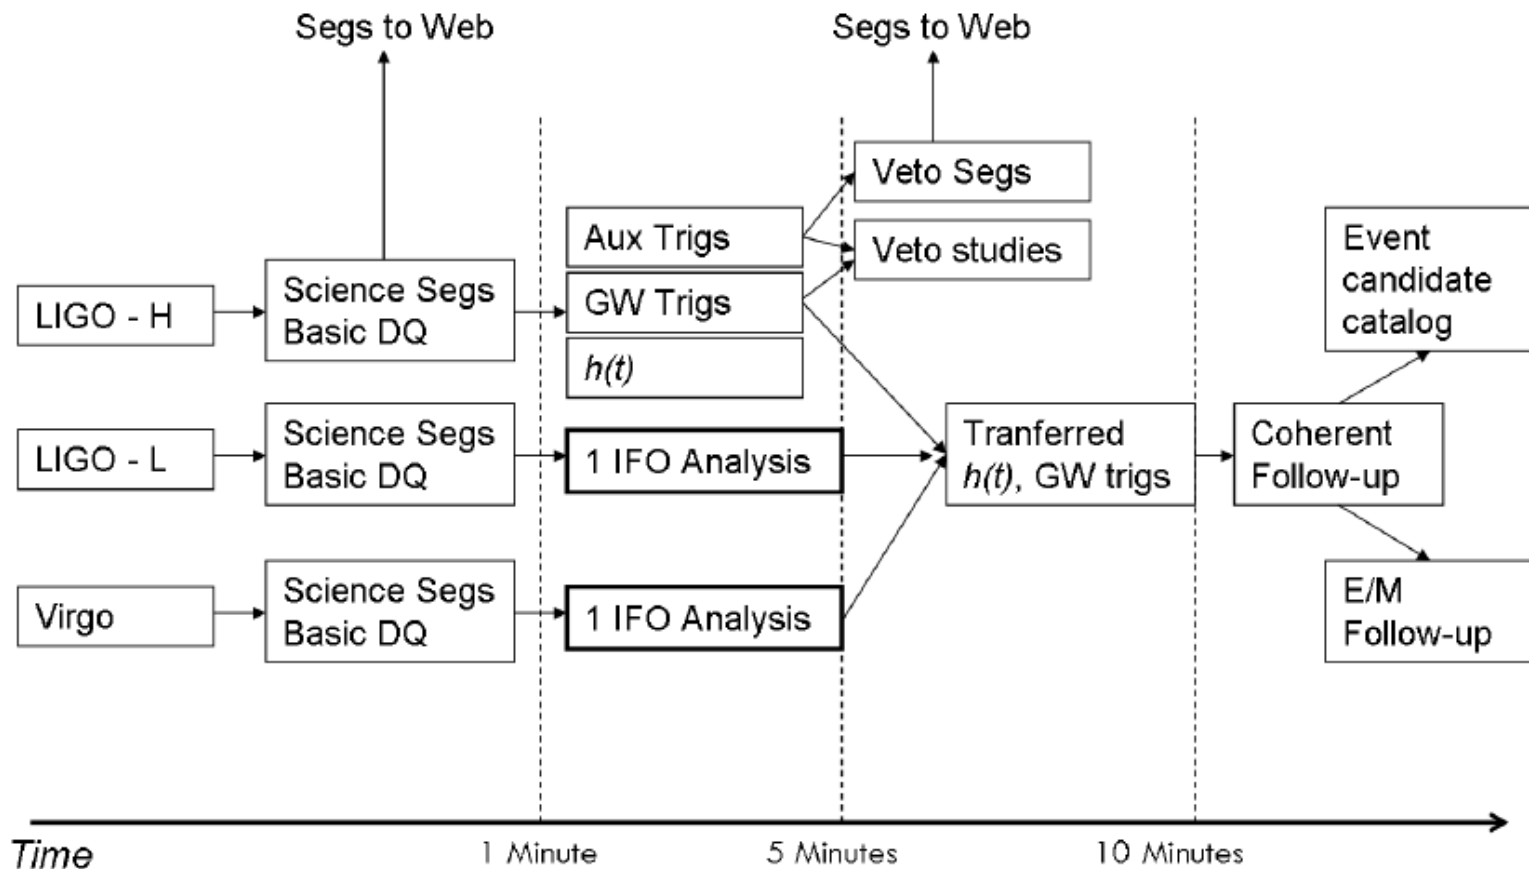 Segs to Web
Segs to Web
Veto Segs
Aux Trigs
Veto studies
Event
candidate
catalog
LIGO - H
Science Segs
Basic DQ
GW Trigs
h(t)
LIGO - L
Science Segs
Basic DQ
1 IFO Analysis
Tranferred
h(t), GW trigs
Coherent
Follow-up
Virgo
Science Segs
Basic DQ
1 IFO Analysis
E/M
Follow-up
Time
1 Minute
5 Minutes
10 Minutes